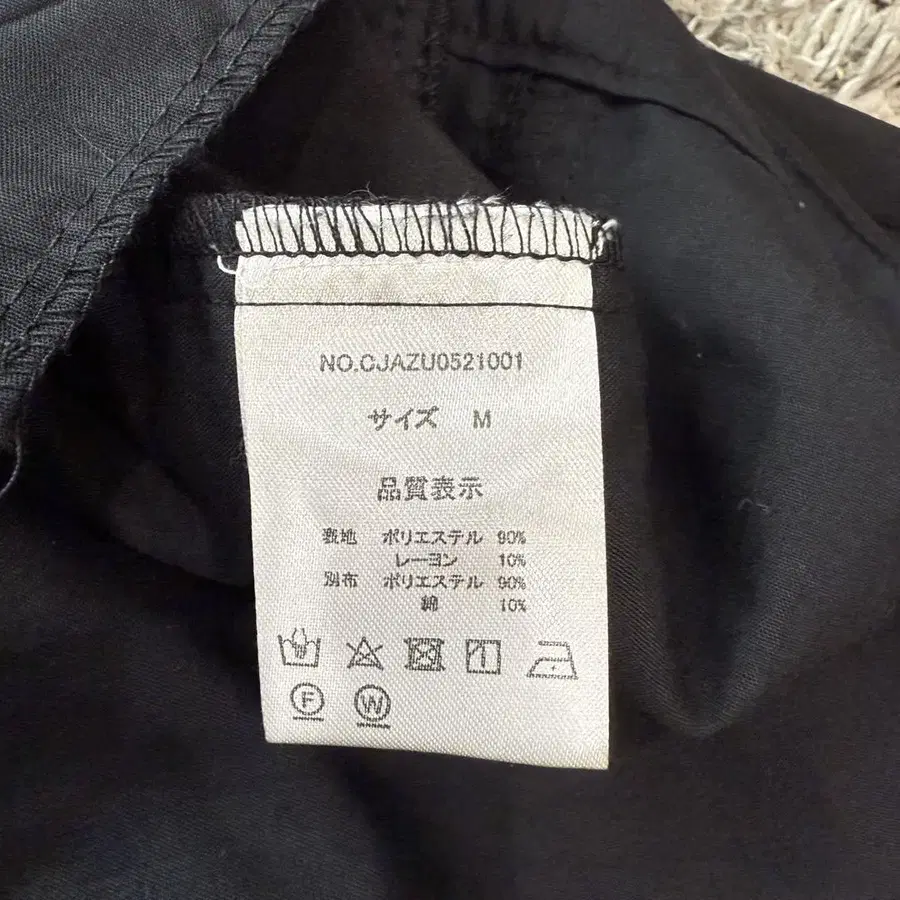 NO.CJAZU0521001
サイズ M
品質表示
表地 ポリエステル 90%
レーヨン 10%
別布 ポリエステル 90%
綿 10%
F W